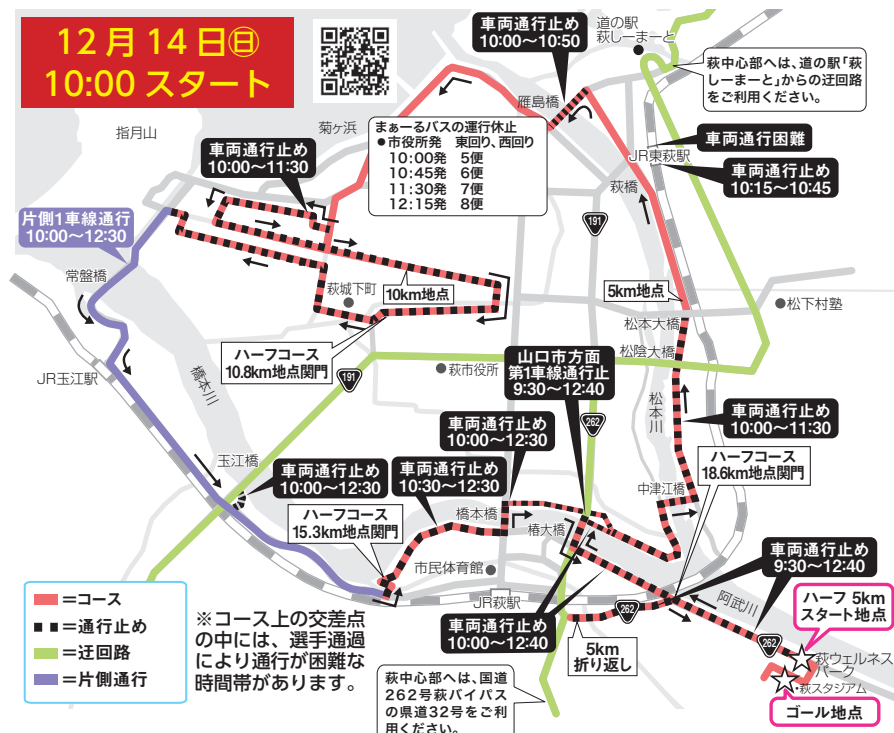 12月14日㊐
10:00 スタート
車両通行止め
10:00〜10:50
道の駅
萩しーまーと
萩中心部へは、道の駅「萩
しーまーと」からの迂回路
をご利用ください。
雁島橋
菊ヶ浜
指月山
まぁーるバスの運行休止
●市役所発 東回り、西回り
10:00発 5便
10:45発 6便
11:30発 7便
12:15発 8便
車両通行止め
10:00〜11:30
車両通行困難
JR東萩駅
車両通行止め
10:15〜10:45
萩橋
191
片側1車線通行
10:00〜12:30
常盤橋
萩城下町
10km地点
5km地点
松下村塾
松本大橋
松陰大橋
ハーフコース
10.8km地点関門
JR玉江駅
191
萩市役所
山口市方面
第1車線通行止
9:30〜12:40
橋本川
松本川
262
車両通行止め
10:00〜11:30
車両通行止め
10:00〜12:30
ハーフコース
18.6km地点関門
玉江橋
車両通行止め
10:00〜12:30
車両通行止め
10:30〜12:30
中津江橋
ハーフコース
15.3km地点関門
橋本橋
椿大橋
車両通行止め
9:30〜12:40
市民体育館
JR萩駅
阿武川
ハーフ 5km
スタート地点
262
262
車両通行止め
10:00〜12:40
5km
折り返し
萩ウェルネス
パーク
・萩スタジアム
ゴール地点
=コース
=通行止め
=迂回路
=片側通行
※コース上の交差点
の中には、選手通過
により通行が困難な
時間帯があります。
萩中心部へは、国道
262号萩バイパス
の県道32号をご利
用ください。